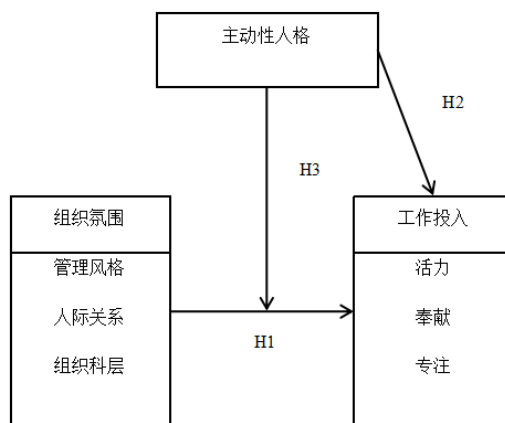 主动性人格
H2
H3
组织氛围
工作投入
管理风格
活力
人际关系
奉献
H1
组织科层
专注